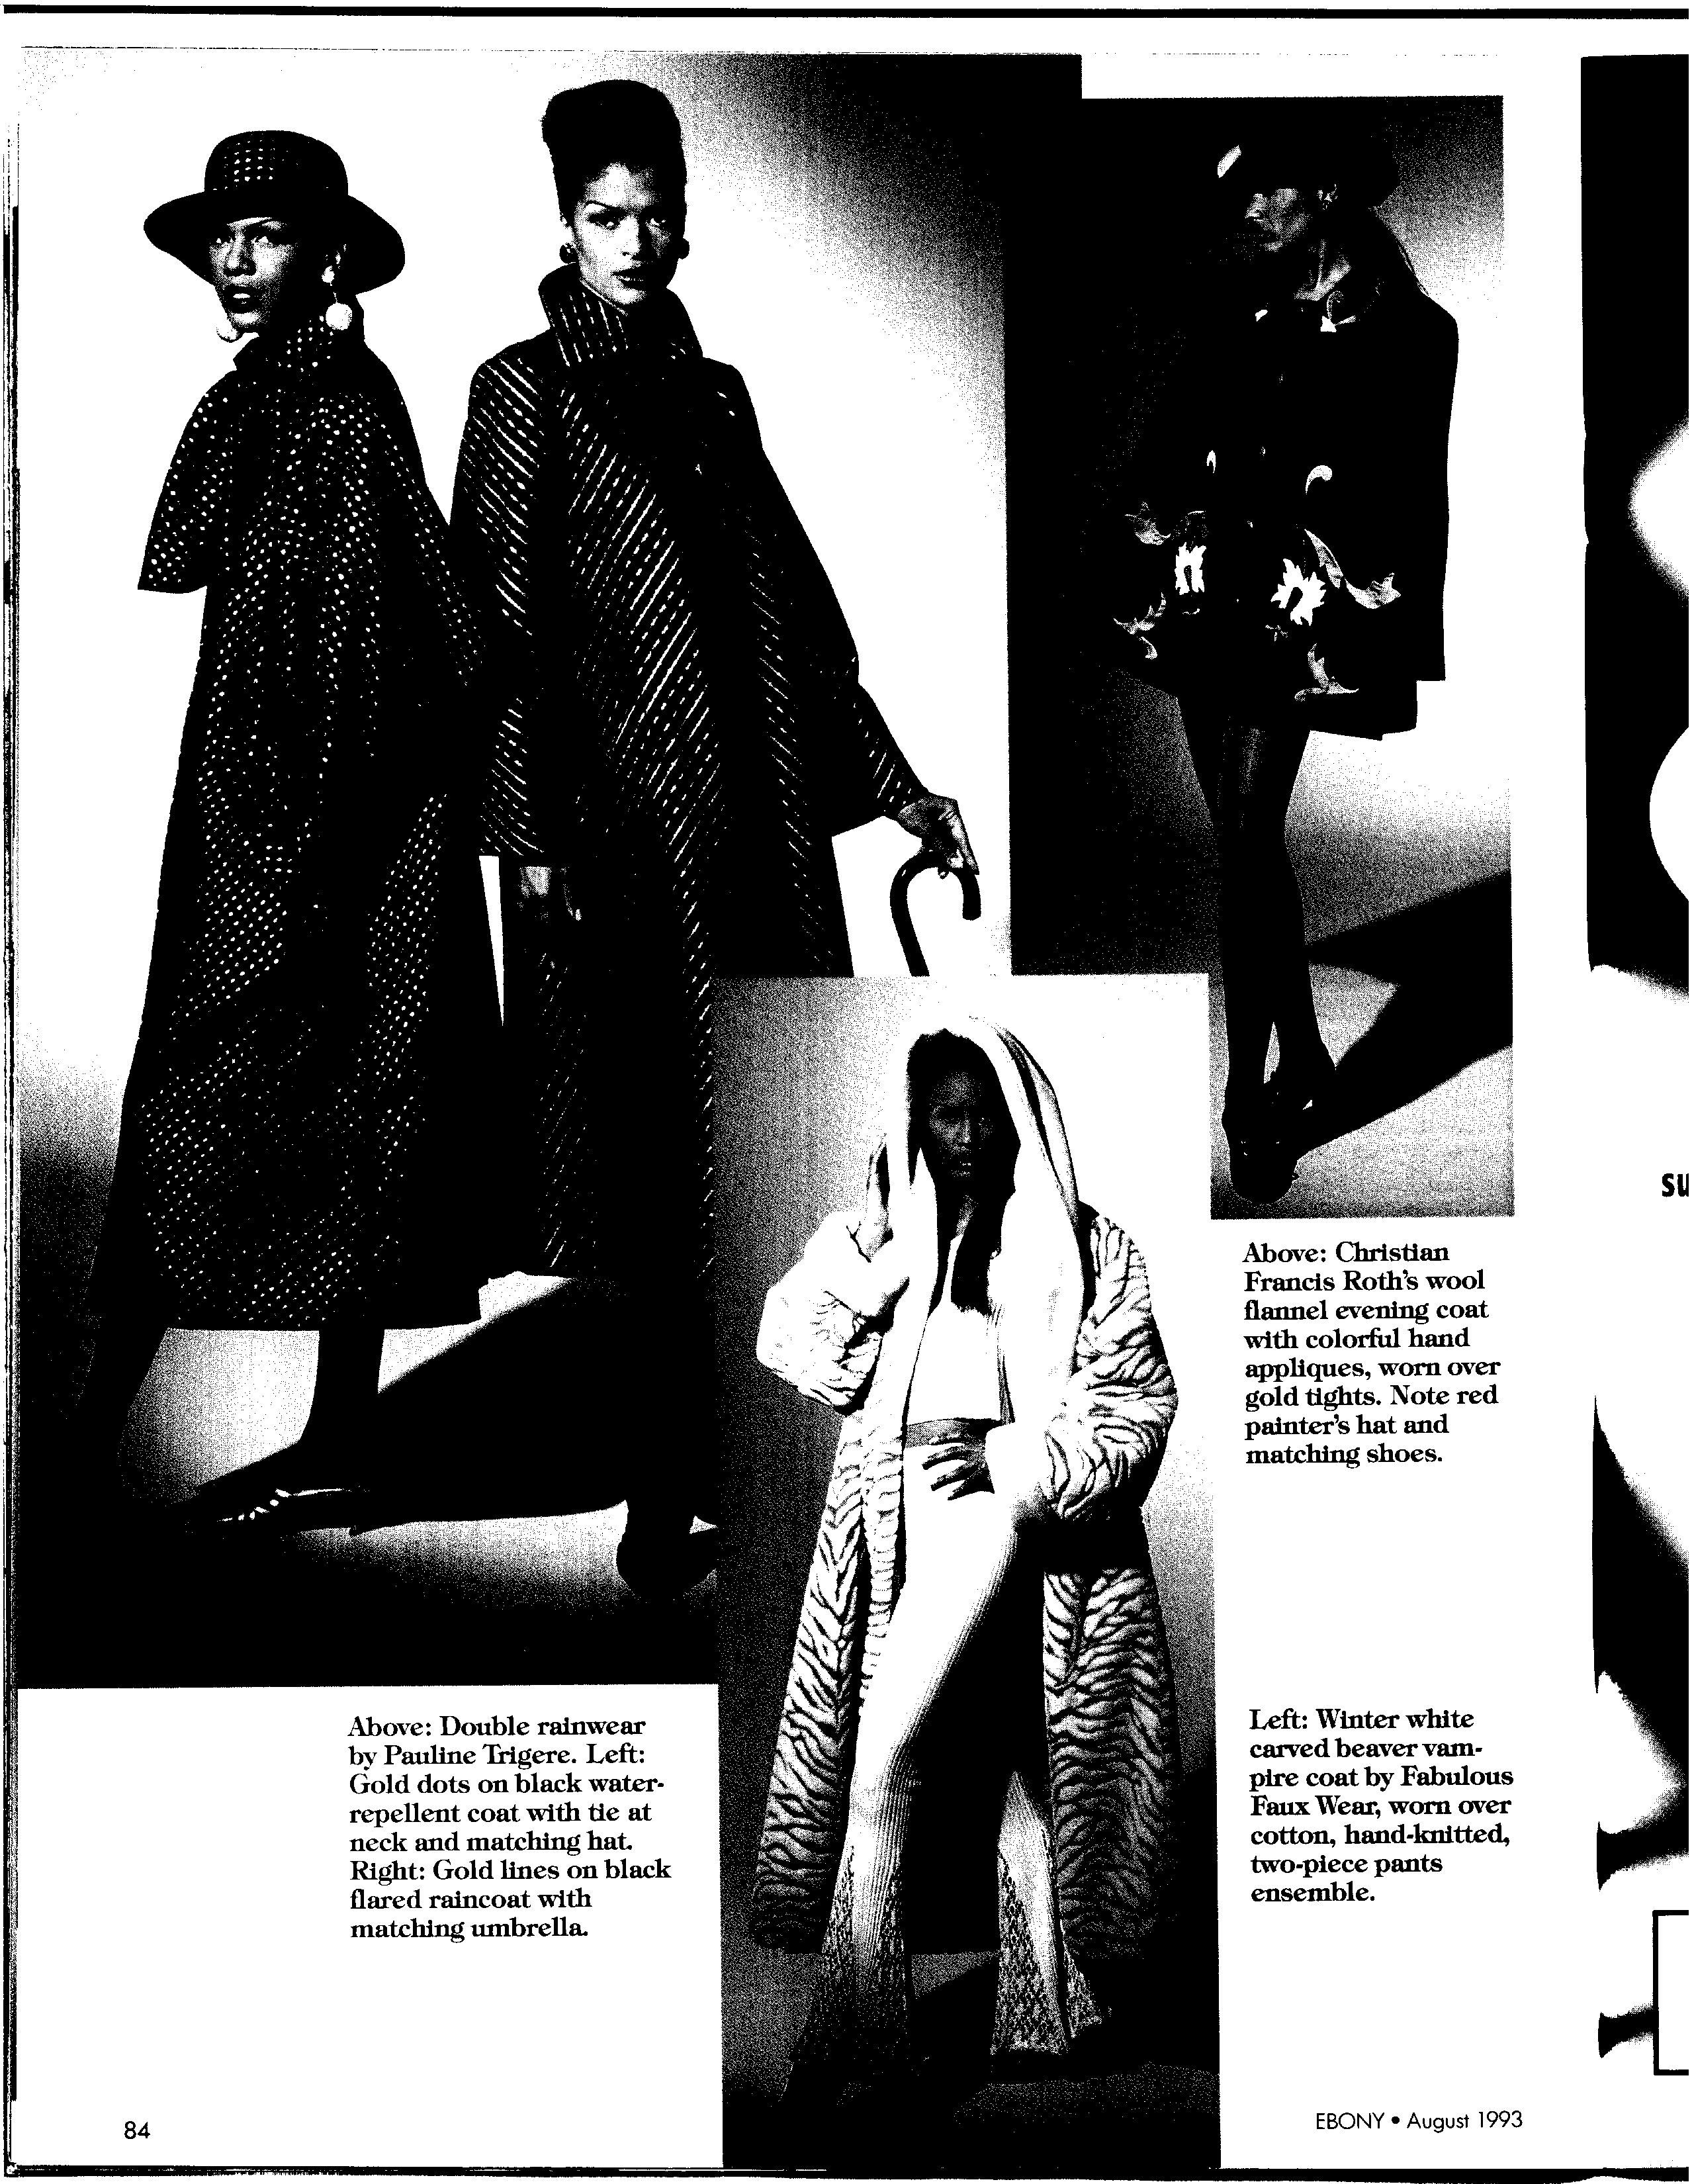 su
Above: Christian
Francis Roth's wool
flannel evening coat
with colorful hand
appliques, worn over
gold tights. Note red
painter's hat and
matching shoes.
Above: Double rainwear
by Pauline Trigere. Left:
Gold dots on black water-
repellent coat with tie at
neck and matching hat.
Right: Gold lines on black
flared raincoat with
matching umbrella.
Left: Winter white
carved beaver vam-
pire coat by Fabulous
Faux Wear, worn over
cotton, hand-knitted,
two-piece pants
ensemble.
84
EBONY • August 1993